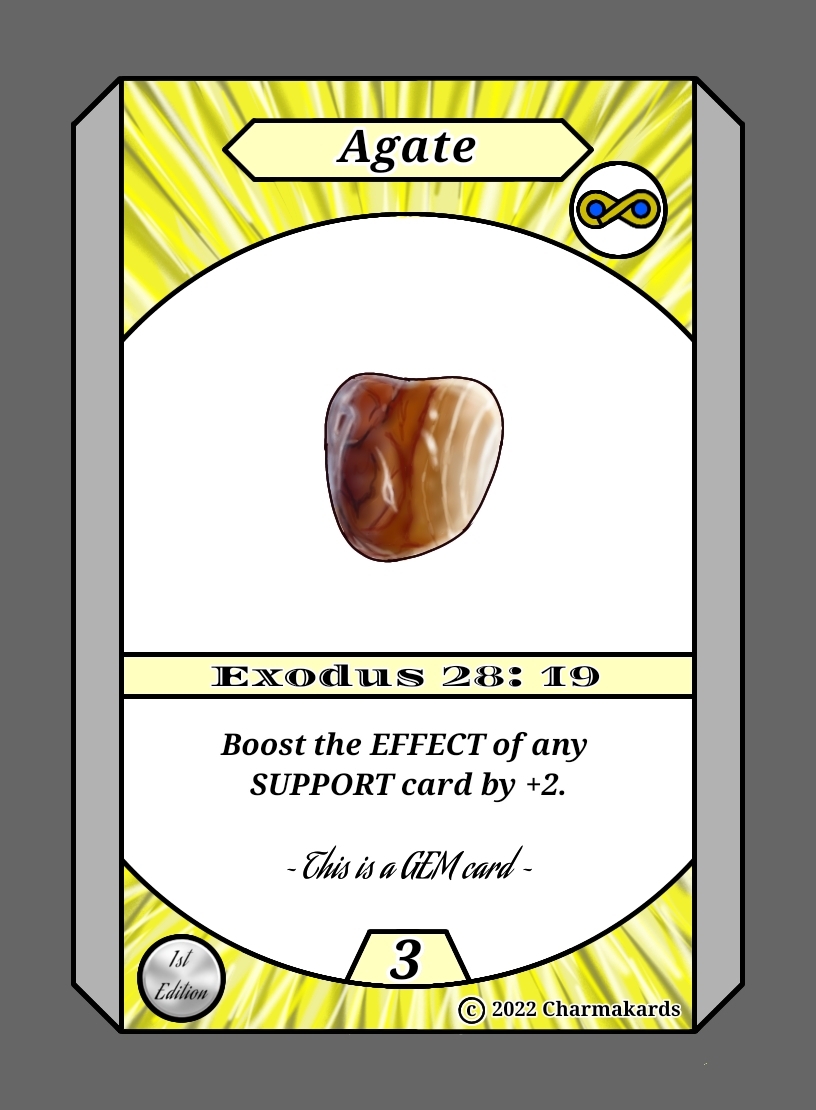 Agate
Exodus 28: 19
Boost the EFFECT of any
SUPPORT card by +2.
~ This is a GEM card ~
3
1st
Edition
© 2022 Charmakards